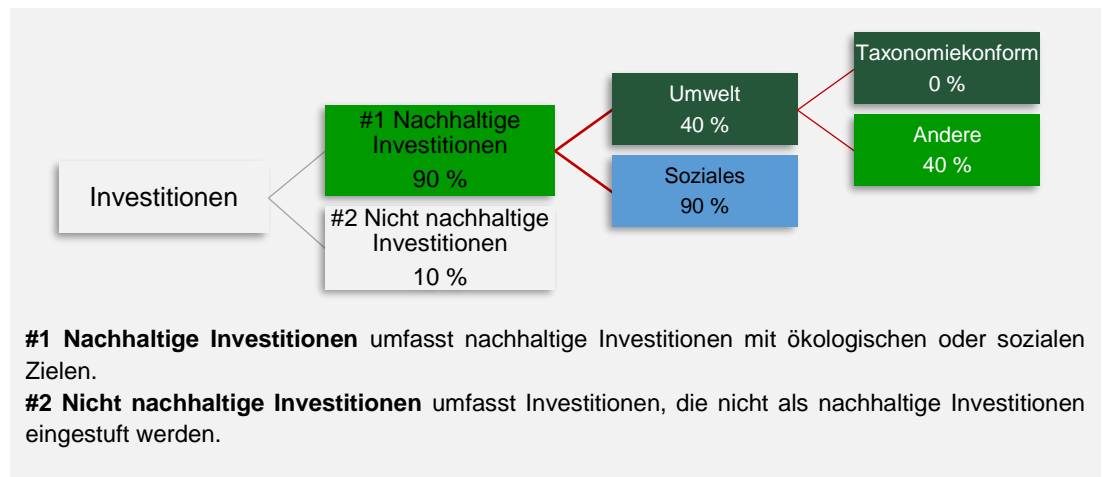 Investitionen
#1 Nachhaltige
Investitionen
90 %
#2 Nicht nachhaltige
Investitionen
10 %
Umwelt
40 %
Soziales
90 %
Taxonomiekonform
0 %
Andere
40 %
#1 Nachhaltige Investitionen umfasst nachhaltige Investitionen mit ökologischen oder sozialen
Zielen.
#2 Nicht nachhaltige Investitionen umfasst Investitionen, die nicht als nachhaltige Investitionen
eingestuft werden.